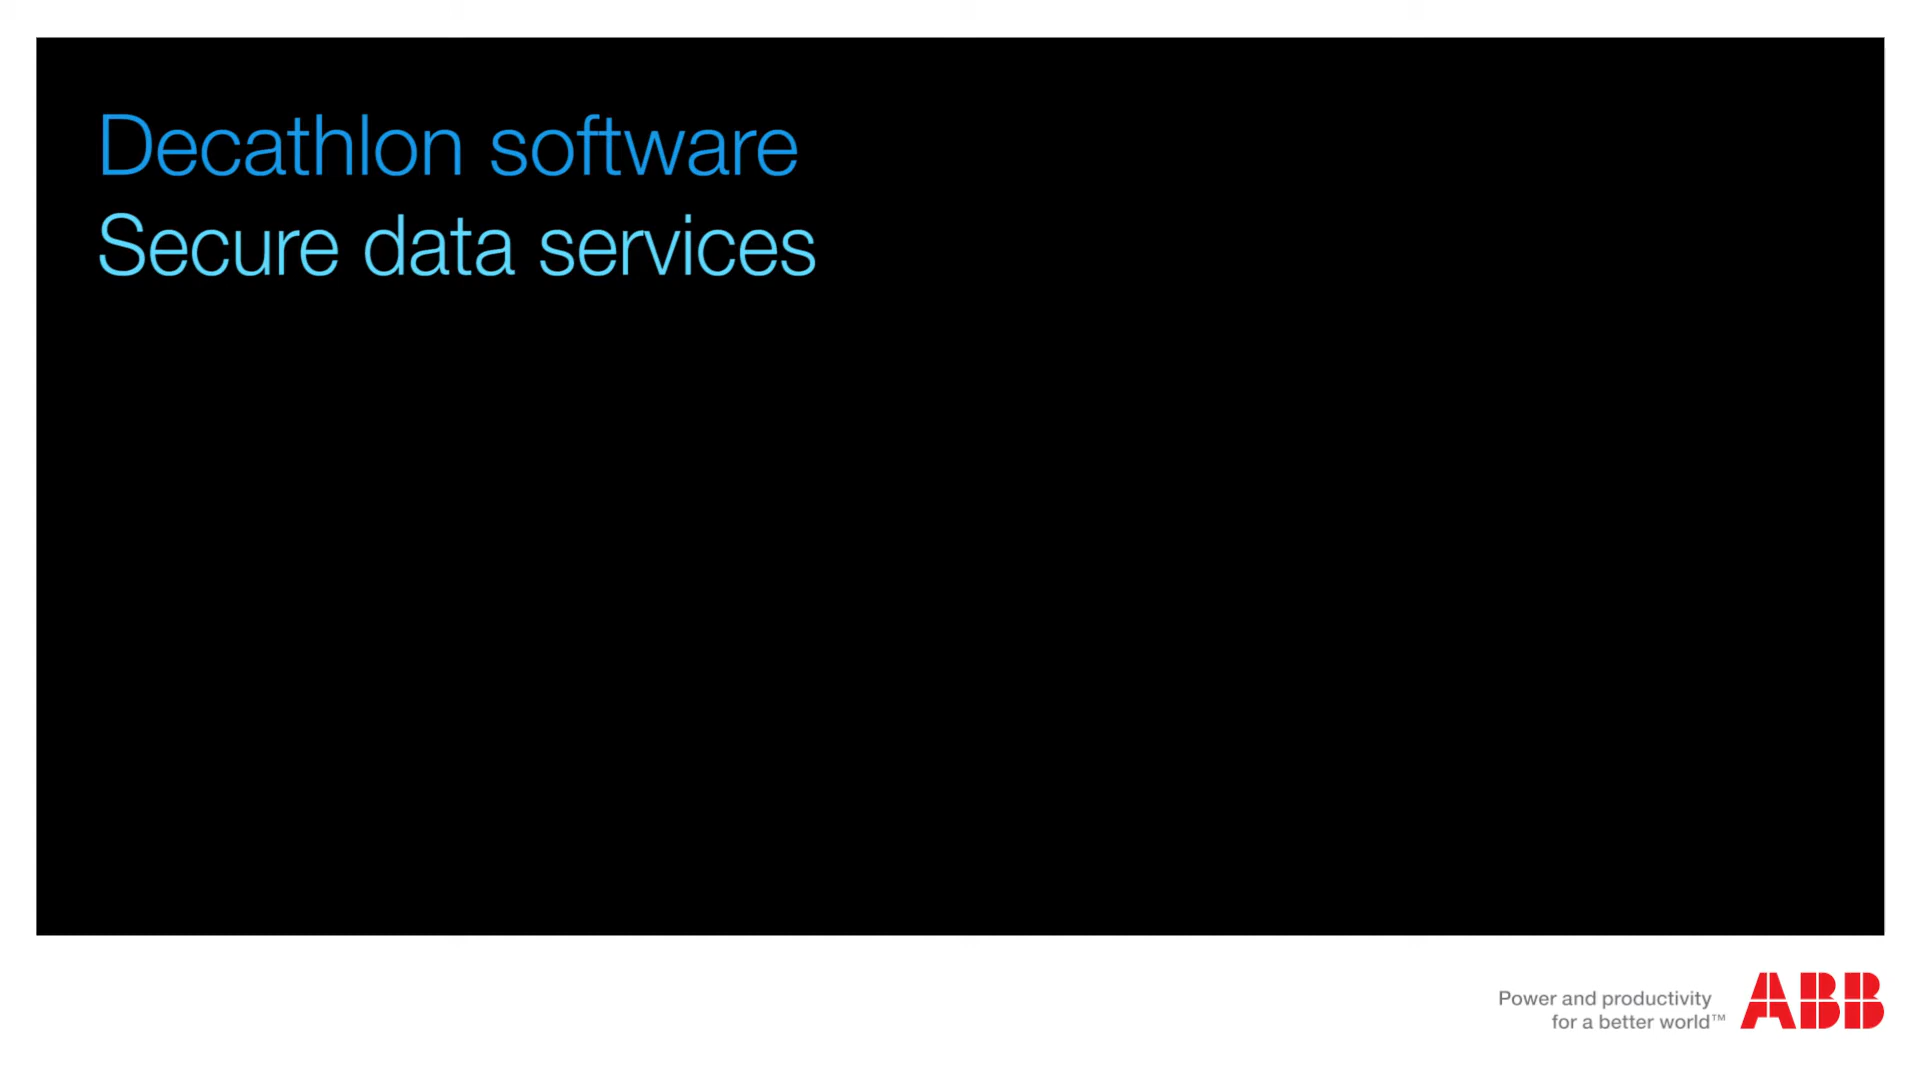 Decathlon software
Secure data services
Power and productivity
for a better world™
ABB